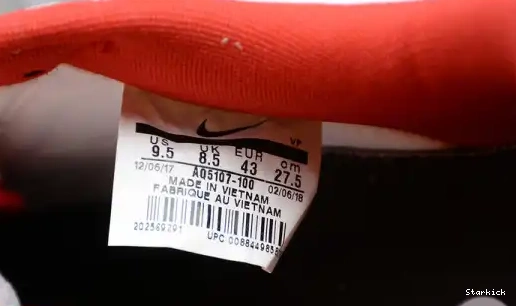 VP
US UK EUR cm
9.5 8.5 43 27.5
12/06/17 AQ5107-100 02/06/18
MADE IN VIETNAM
FABRIQUE AU VIETNAM
UPC 008844985
Starkick